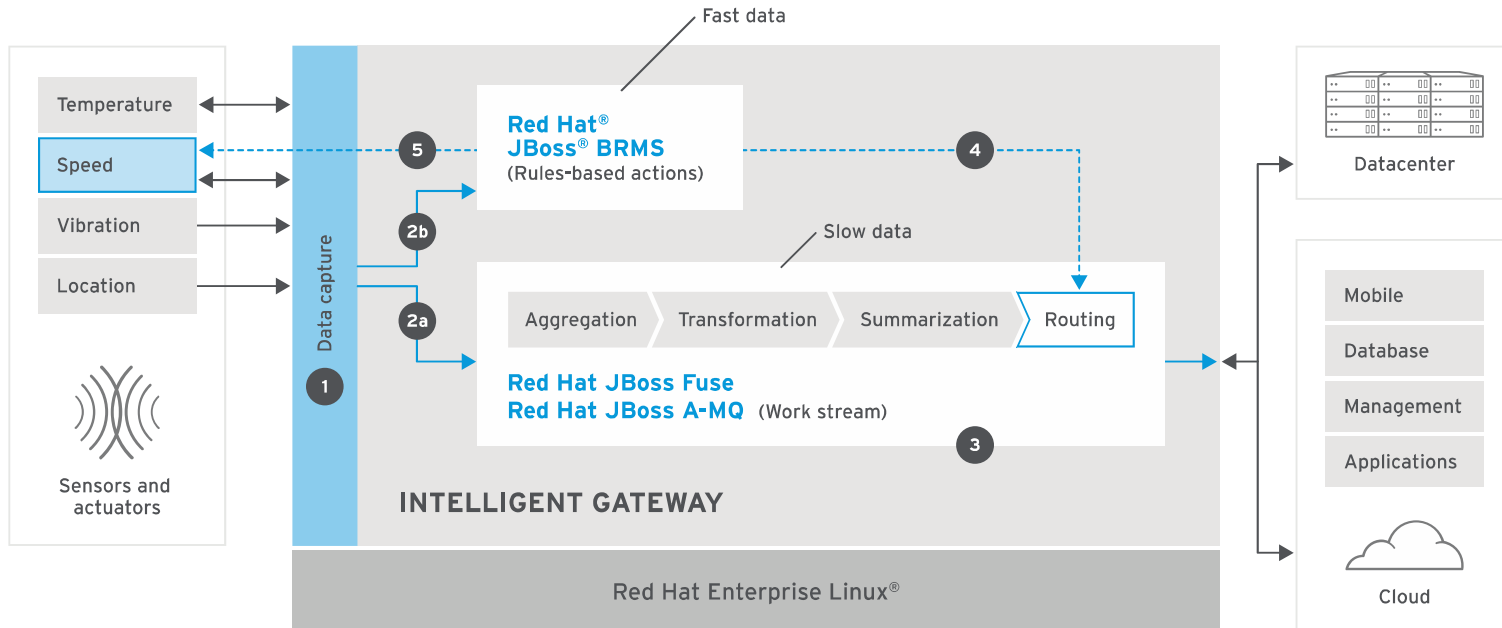 Fast data
Temperature
Speed
Vibration
Location
Sensors and
actuators
1
Data capture
5
2b
2a
Red Hat®
JBoss® BRMS
(Rules-based actions)
4
Slow data
Aggregation
Transformation
Summarization
Routing
Red Hat JBoss Fuse
Red Hat JBoss A-MQ (Work stream)
3
INTELLIGENT GATEWAY
Red Hat Enterprise Linux®
Datacenter
Mobile
Database
Management
Applications
Cloud